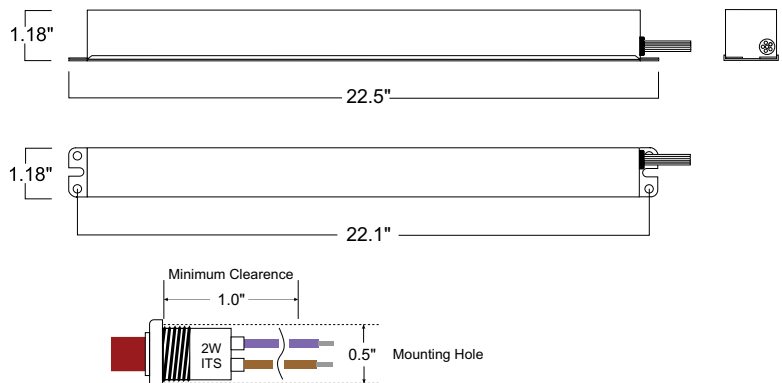 1.18"
22.5"
1.18"
22.1"
Minimum Clearence
1.0"
2W
ITS
0.5"
Mounting Hole